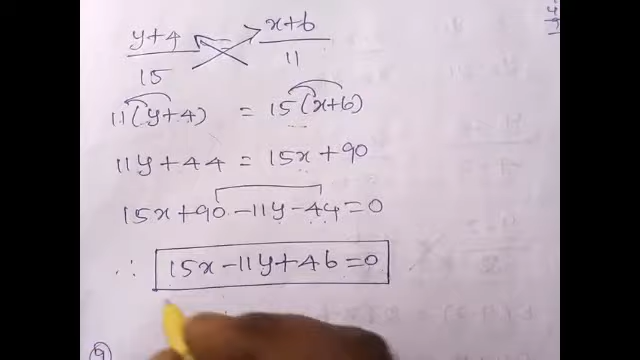 (y+4)/15 = (x+6)/11
11(y+4) = 15(x+6)
11y+44 = 15x+90
15x+90-11y-44=0
∴ 15x-11y+46=0
9